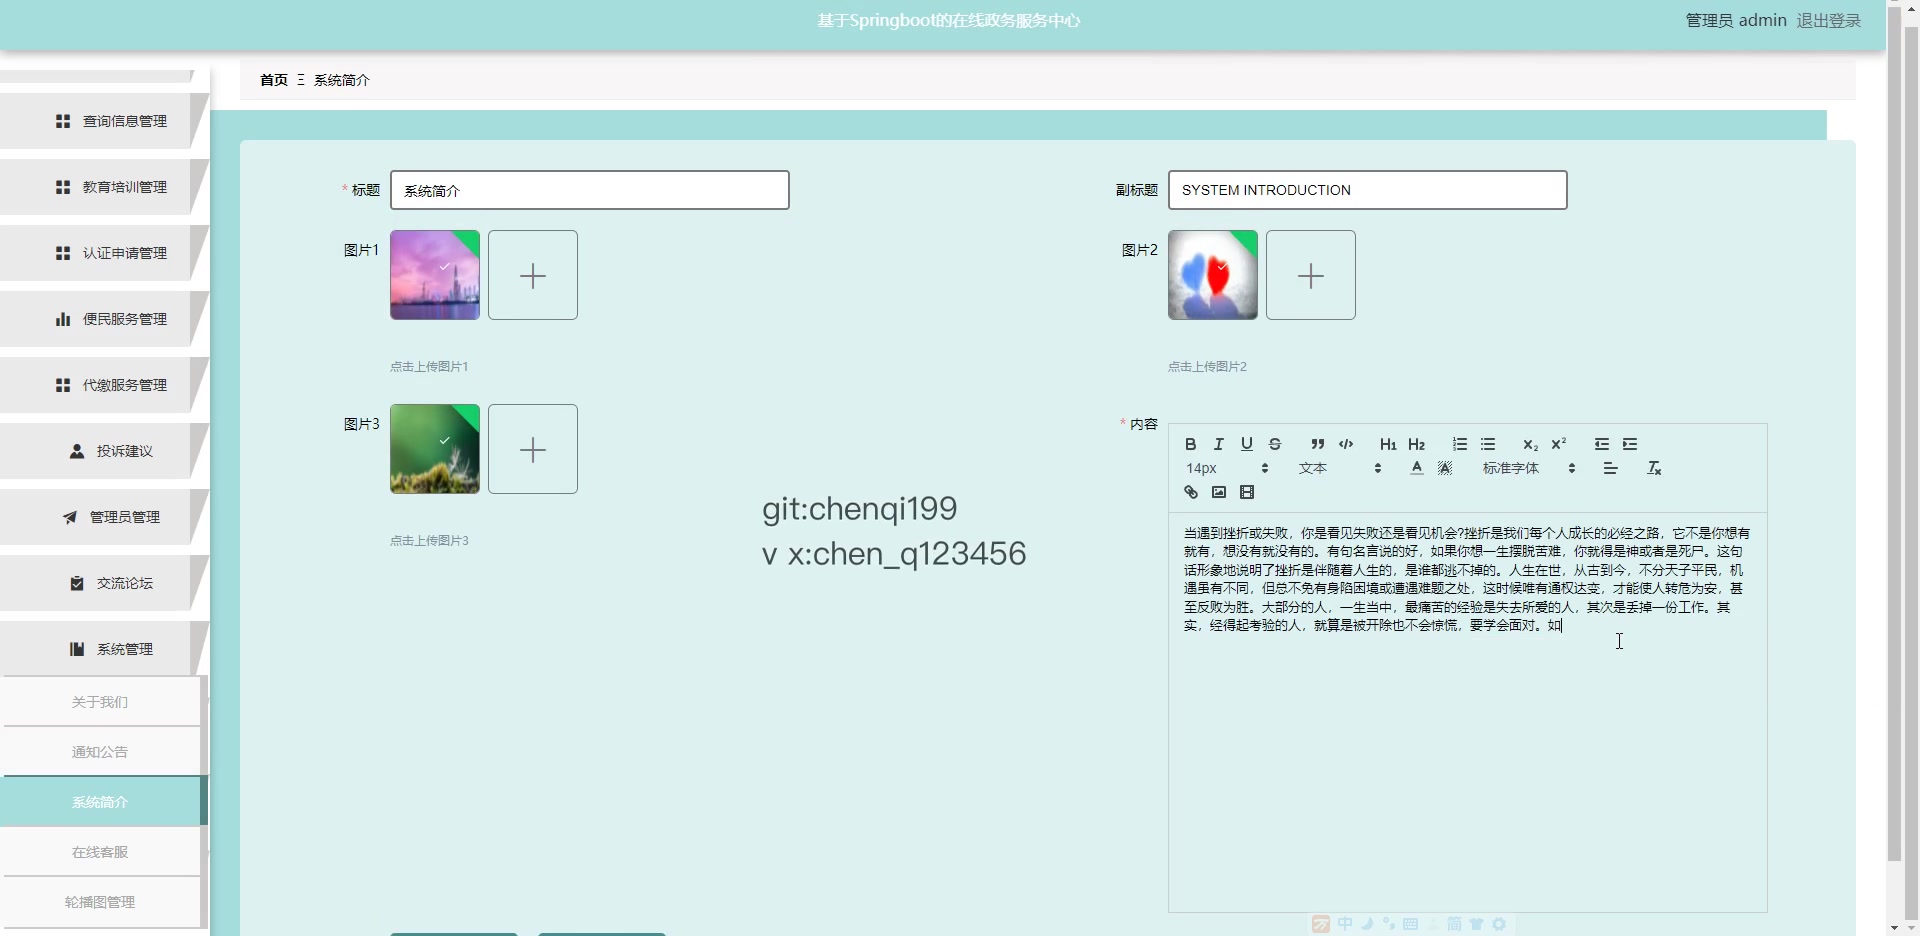 基于Springboot的在线政务服务中心
管理员 admin 退出登录
首页 Ξ 系统简介
查询信息管理
教育培训管理
认证申请管理
便民服务管理
代缴服务管理
投诉建议
管理员管理
交流论坛
系统管理
关于我们
通知公告
系统简介
在线客服
轮播图管理
* 标题 系统简介
副标题 SYSTEM INTRODUCTION
图片1
点击上传图片1
图片2
点击上传图片2
图片3
点击上传图片3
* 内容
B I U S H1 H2 X2 X2
14px 文本 A A 标准字体
当遇到挫折或失败，你是看见失败还是看见机会?挫折是我们每个人成长的必经之路，它不是你想有
就有，想没有就没有的。有句名言说的好，如果你想一生摆脱苦难，你就得是神或者是死尸。这句
话形象地说明了挫折是伴随着人生的，是谁都逃不掉的。人生在世，从古到今，不分天子平民，机
遇虽有不同，但总不免有身陷困境或遭遇难题之处，这时候唯有通权达变，才能使人转危为安，甚
至反败为胜。大部分的人，一生当中，最痛苦的经验是失去所爱的人，其次是丢掉一份工作。其
实，经得起考验的人，就算是被开除也不会惊慌，要学会面对。如
git:chenqi199
v x:chen_q123456
中 简